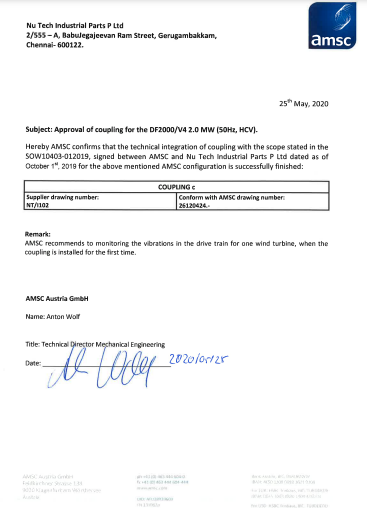 Nu Tech Industrial Parts P Ltd
2/555 – A, Babulegajeevan Ram Street, Gerugambakkam,
Chennai- 600122.
amsc
25th May, 2020
Subject: Approval of coupling for the DF2000/V4 2.0 MW (50Hz, HCV).
Hereby AMSC confirms that the technical integration of coupling with the scope stated in the
SOW10403-012019, signed between AMSC and Nu Tech Industrial Parts P Ltd dated as of
October 1st, 2019 for the above mentioned AMSC configuration is successfully finished:
COUPLING c
Supplier drawing number:
NT/I102
Conform with AMSC drawing number:
26120424.-
Remark:
AMSC recommends to monitoring the vibrations in the drive train for one wind turbine, when the
coupling is installed for the first time.
AMSC Austria GmbH
Name: Anton Wolf
Title: Technical Director Mechanical Engineering
Date: 2020/05/25
AMSC Austria GmbH